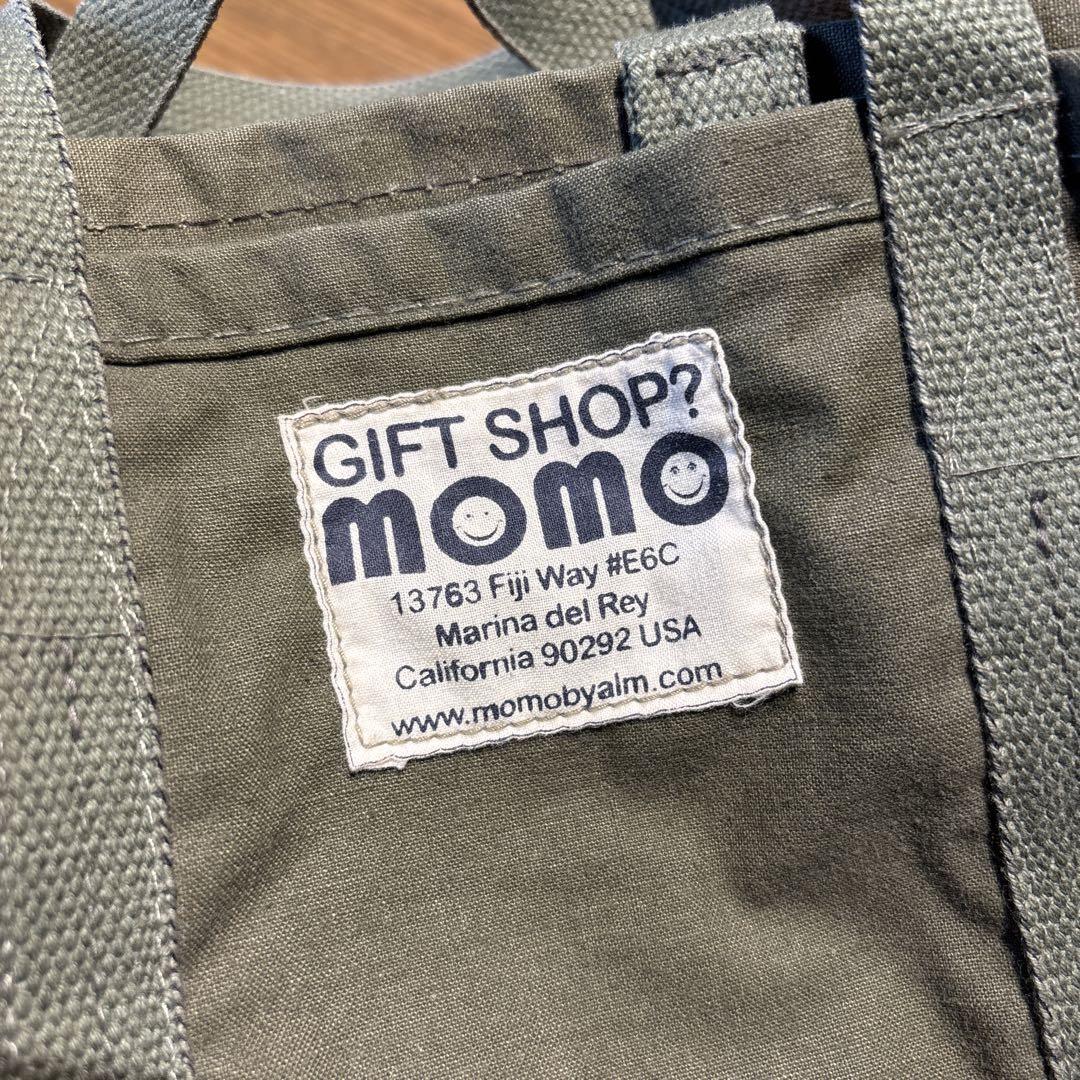 GIFT SHOP?
momo
13763 Fiji Way #E6C
Marina del Rey
California 90292 USA
www.momobyalm.com